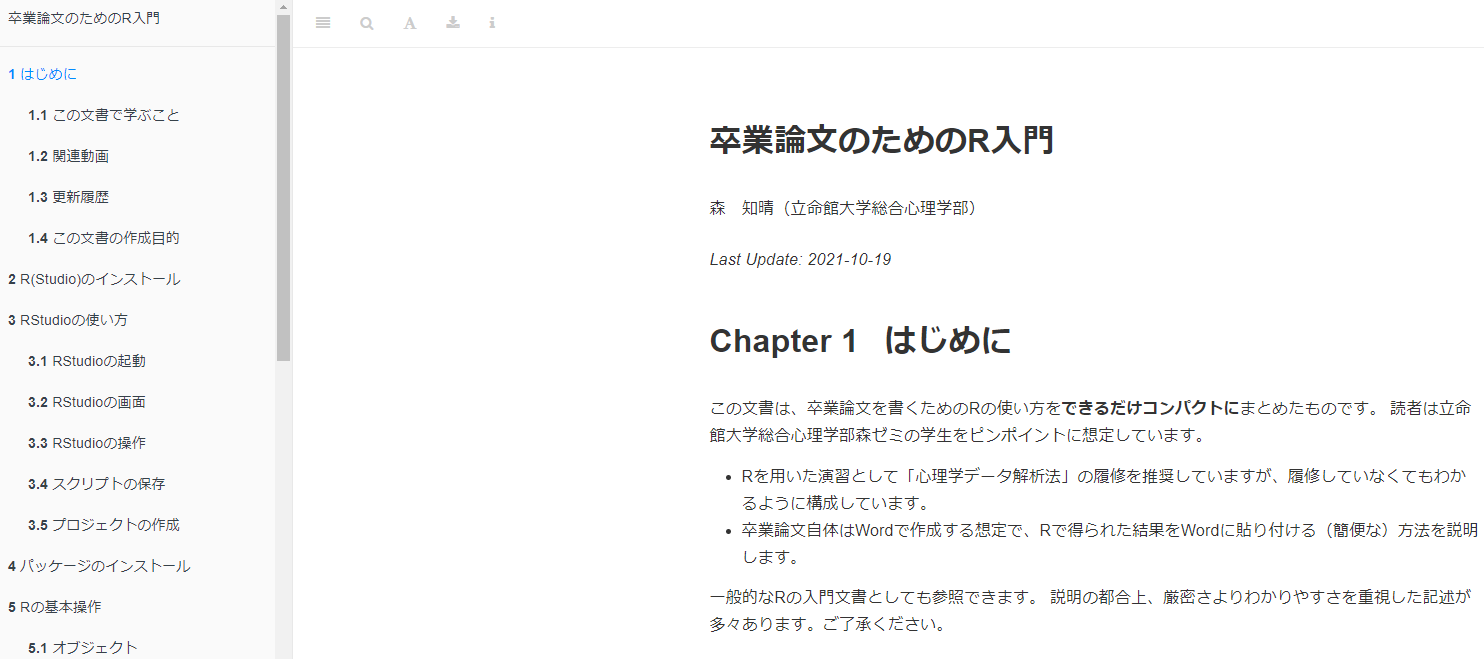 卒業論文のためのR入門
1 はじめに
1.1 この文書で学ぶこと
1.2 関連動画
1.3 更新履歴
1.4 この文書の作成目的
2 R(Studio)のインストール
3 RStudioの使い方
3.1 RStudioの起動
3.2 RStudioの画面
3.3 RStudioの操作
3.4 スクリプトの保存
3.5 プロジェクトの作成
4 パッケージのインストール
5 Rの基本操作
5.1 オブジェクト
卒業論文のためのR入門
森　知晴（立命館大学総合心理学部）
Last Update: 2021-10-19
Chapter 1 はじめに
この文書は、卒業論文を書くためのRの使い方をできるだけコンパクトにまとめたものです。 読者は立命
館大学総合心理学部森ゼミの学生をピンポイントに想定しています。
• Rを用いた演習として「心理学データ解析法」の履修を推奨していますが、履修していなくてもわか
るように構成しています。
• 卒業論文自体はWordで作成する想定で、Rで得られた結果をWordに貼り付ける（簡便な）方法を説明
します。
一般的なRの入門文書としても参照できます。 説明の都合上、厳密さよりわかりやすさを重視した記述が
多々あります。ご了承ください。